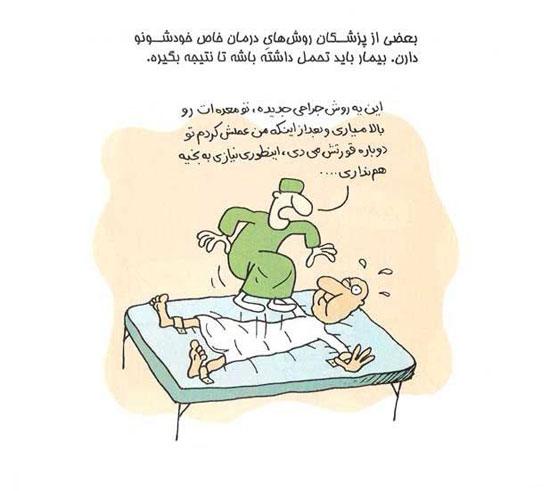 بعضی از پزشکان روش‌های درمان خاص خودشونو
دارن. بیمار باید تحمل داشته باشه تا نتیجه بگیره.
این یه روش جراحی جدیده، تو معده ات رو
بالا میاری و بعد از اینکه من عملش کردم تو
دوباره قورتش می دی، اینطوری نیازی به بخیه
هم نداری....